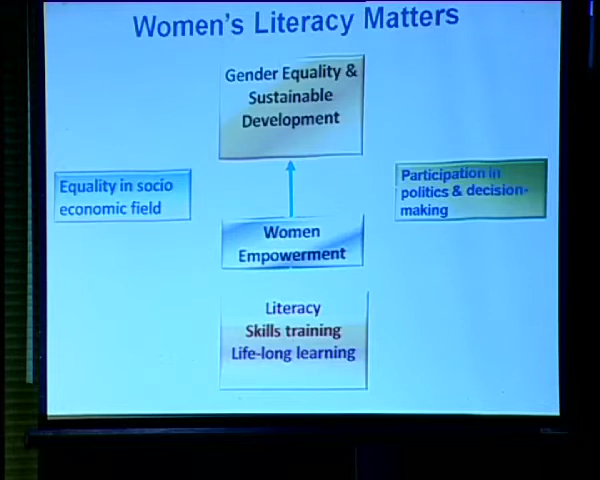 Women's Literacy Matters
Gender Equality &
Sustainable
Development
Equality in socio
economic field
Participation in
politics & decision-
making
Women
Empowerment
Literacy
Skills training
Life-long learning